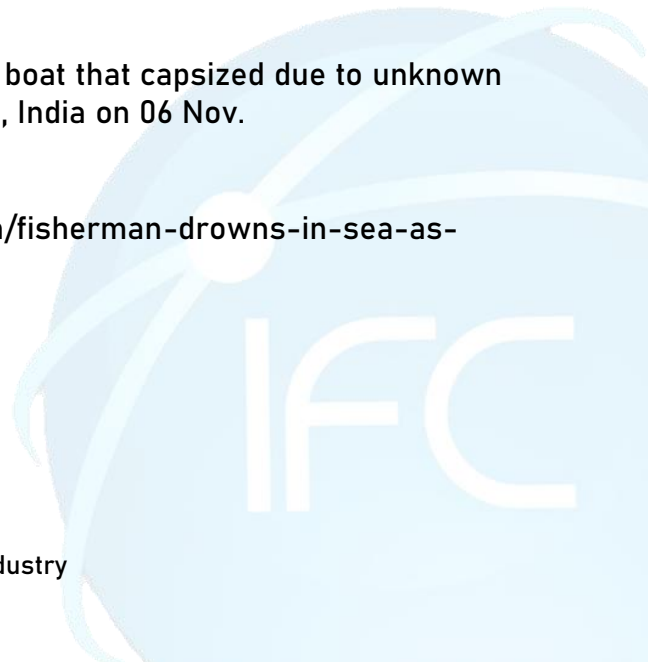 boat that capsized due to unknown
, India on 06 Nov.
/fisherman-drowns-in-sea-as-
IFC
dustry